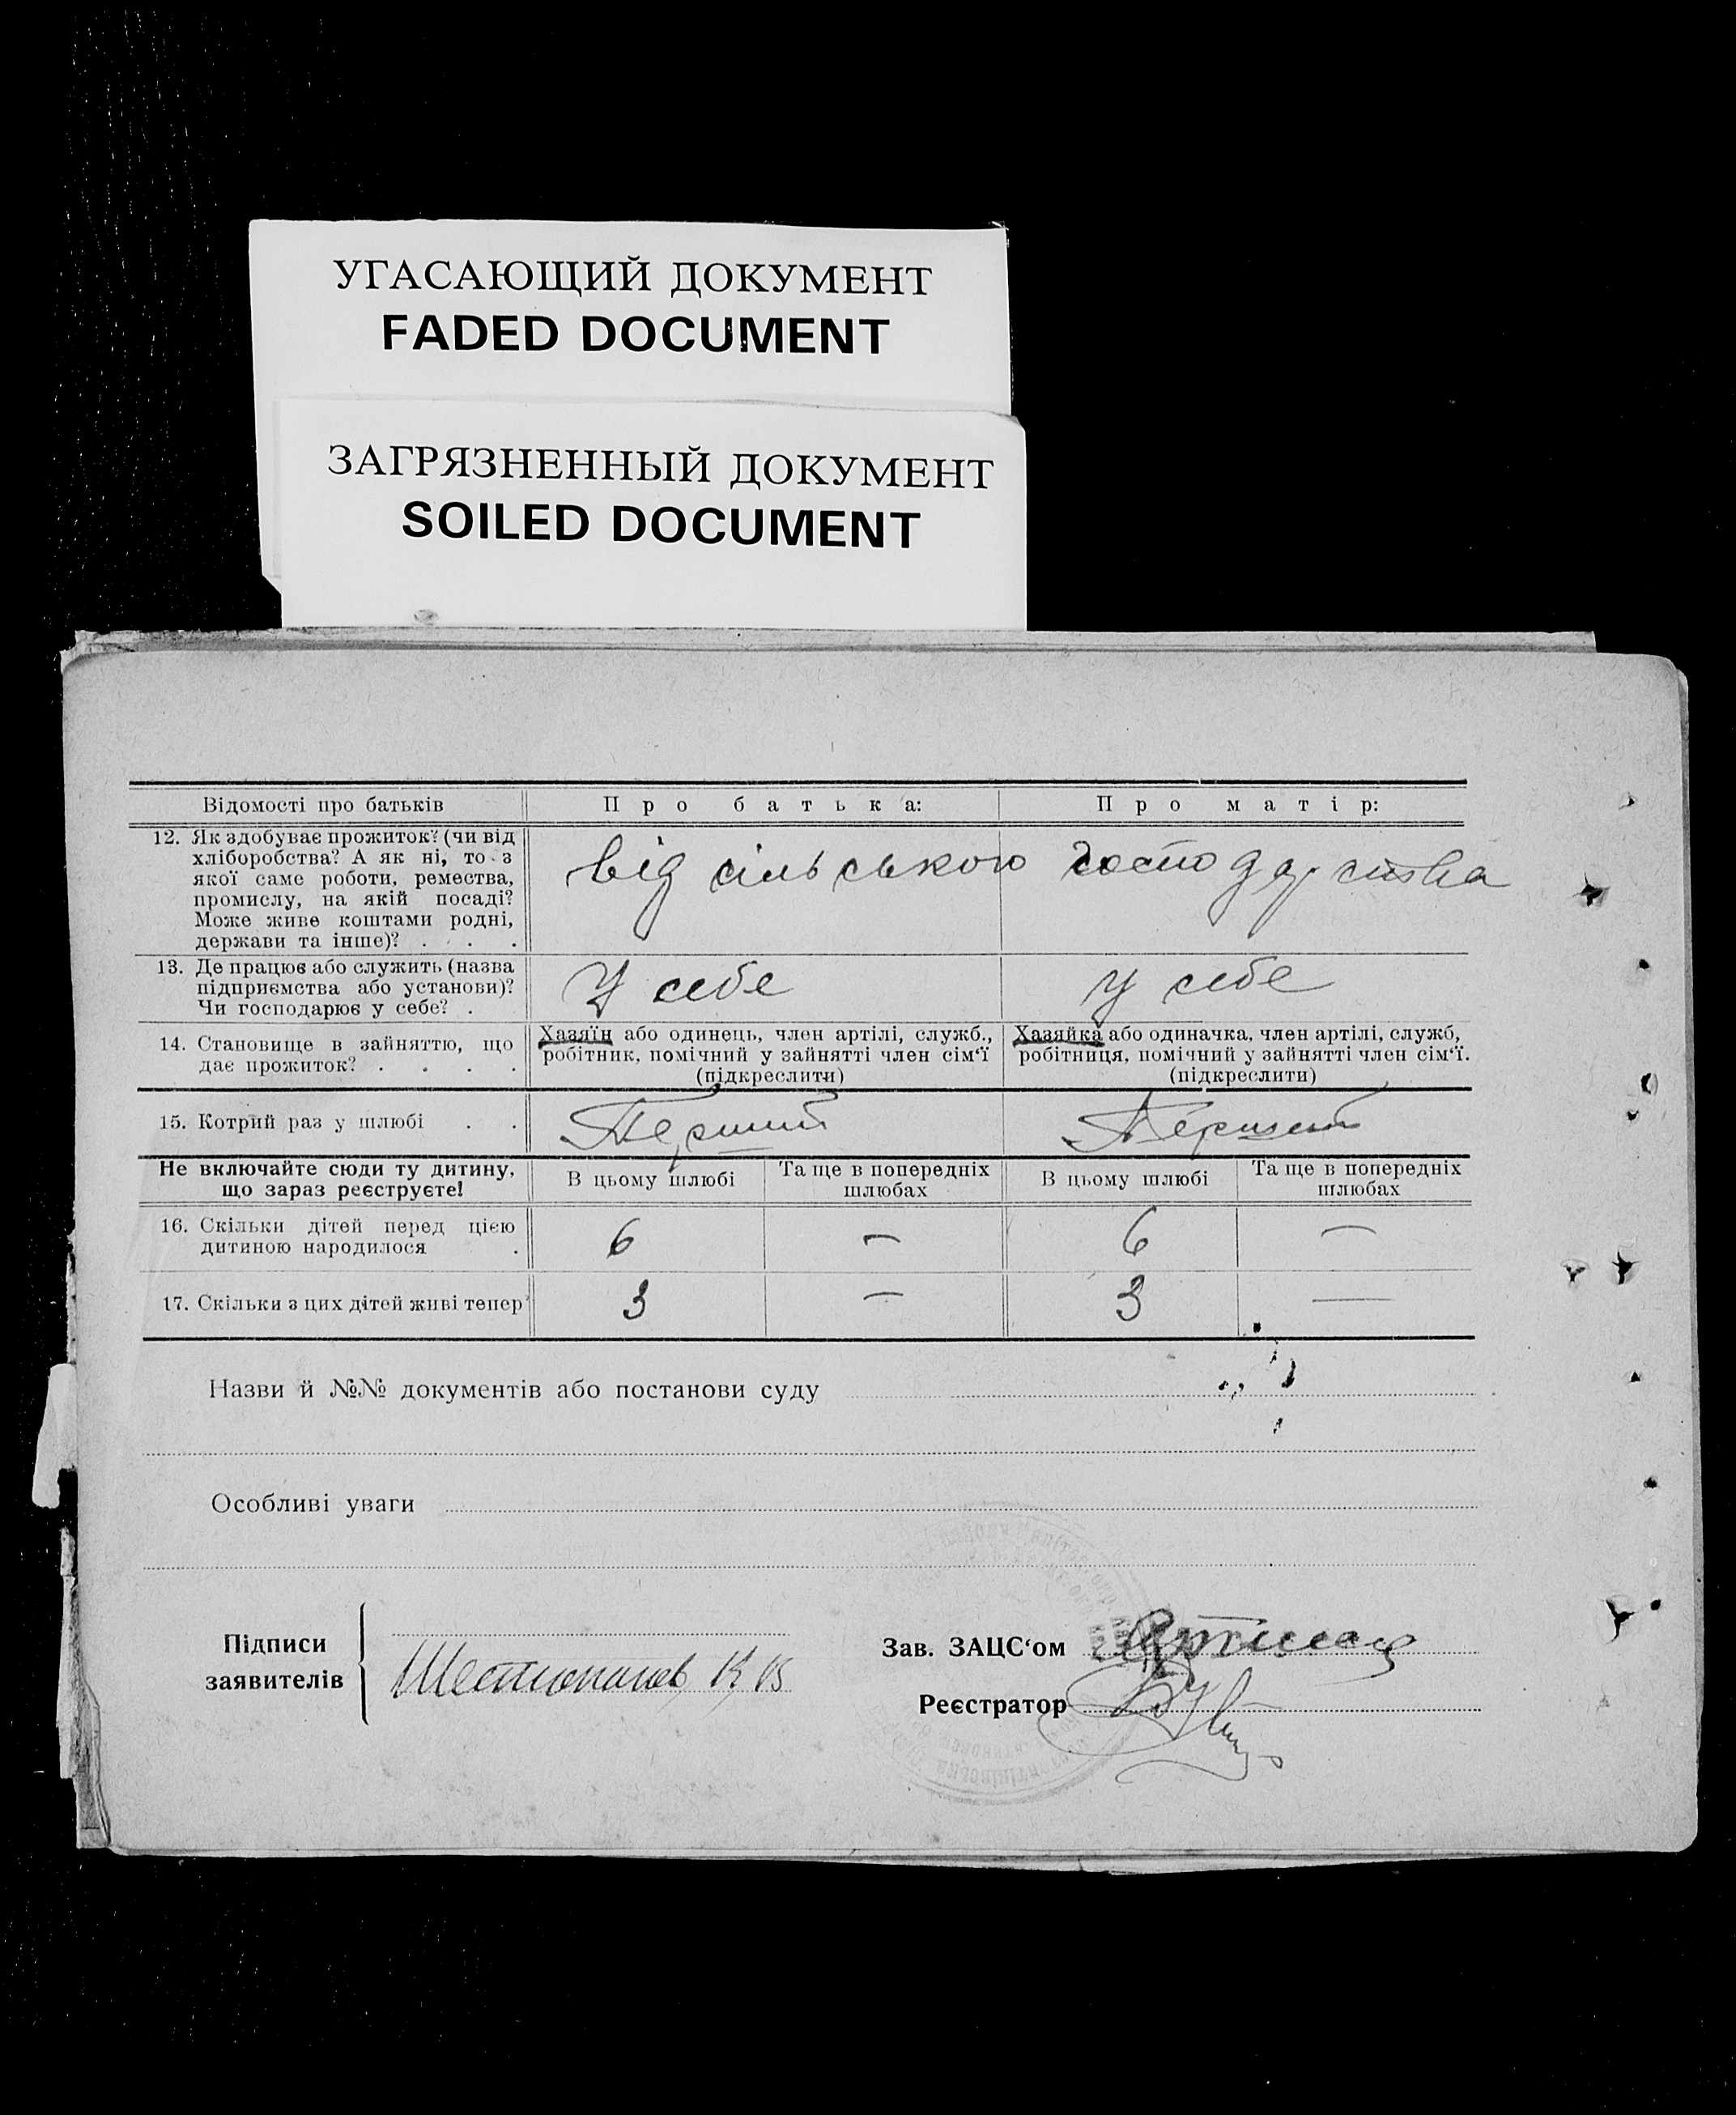 УГАСАЮЩИЙ ДОКУМЕНТ
FADED DOCUMENT
ЗАГРЯЗНЕННЫЙ ДОКУМЕНТ
SOILED DOCUMENT
Відомості про батьків Про батька: Про матір:
12. Як здобуває прожиток? (чи від
хліборобства? А як ні, то з
якої саме роботи, ремества,
промислу, на якій посаді?
Може живе коштами родні,
держави та інше)? . . .
від сільського господарства
13. Де працює або служить (назва
підприємства або установи)?
Чи господарює у себе? .
У себе у себе
14. Становище в зайняттю, що
дає прожиток? . . . .
Хазяїн або одинець, член артілі, служб.,
робітник, помічний у зайнятті член сім‘ї
(підкреслити)
Хазяйка або одиначка, член артілі, служб,
робітниця, помічний у зайнятті член сім‘ї.
(підкреслити)
15. Котрий раз у шлюбі . . Перший Перший
Не включайте сюди ту дитину,
що зараз реєструєте!
В цьому шлюбі
Та ще в попередніх
шлюбах
В цьому шлюбі
Та ще в попередніх
шлюбах
16. Скільки дітей перед цією
дитиною народилося .
6 — 6 —
17. Скільки з цих дітей живі тепер 3 — 3 —
Назви й №№ документів або постанови суду
Особливі уваги
Підписи
заявителів
Зав. ЗАЦС‘ом
Реєстратор